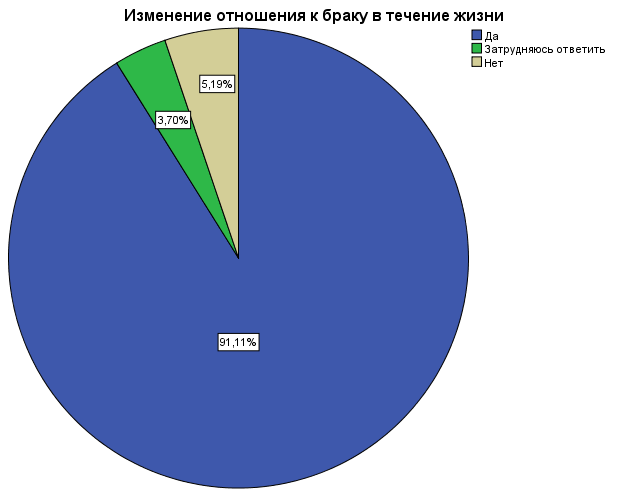 Изменение отношения к браку в течение жизни
Да
Затрудняюсь ответить
Нет
5,19%
3,70%
91,11%